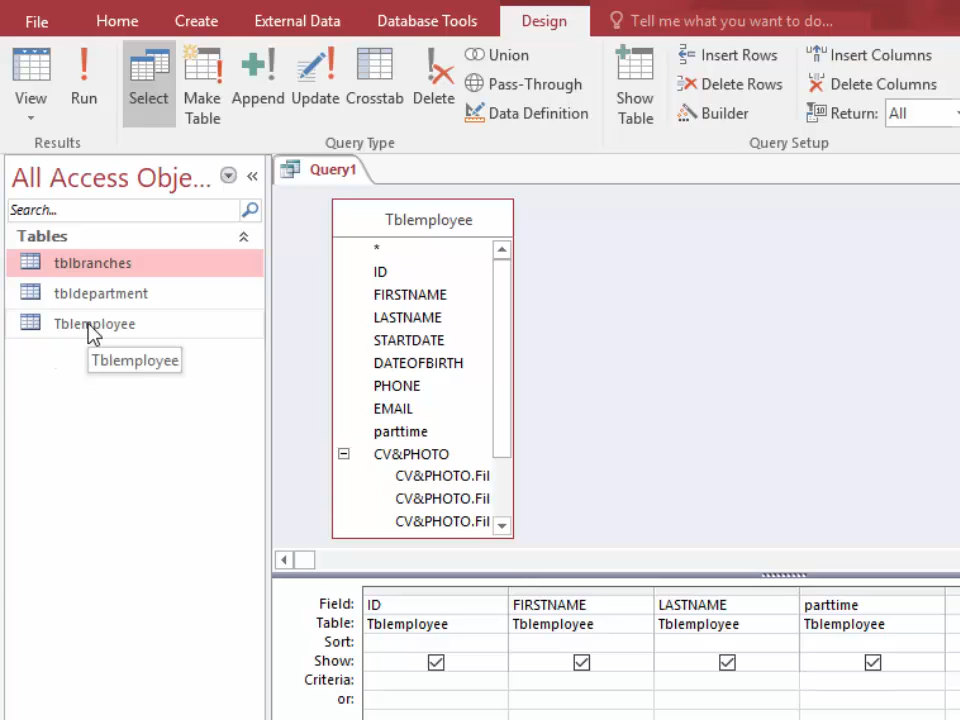 File Home Create External Data Database Tools Design Tell me what you want to do...
View Run Select Make Table Append Update Crosstab Delete
Union
Pass-Through
Data Definition
Show Table
Insert Rows
Delete Rows
Builder
Insert Columns
Delete Columns
Return: All
Results Query Type Query Setup
All Access Obje... «
Search...
Tables
tblbranches
tbldepartment
Tblemployee
Tblemployee
Query1
Tblemployee
*
ID
FIRSTNAME
LASTNAME
STARTDATE
DATEOFBIRTH
PHONE
EMAIL
parttime
CV&PHOTO
CV&PHOTO.Fil
CV&PHOTO.Fil
CV&PHOTO.Fil
Field: ID FIRSTNAME LASTNAME parttime
Table: Tblemployee Tblemployee Tblemployee Tblemployee
Sort:
Show:
Criteria:
or: